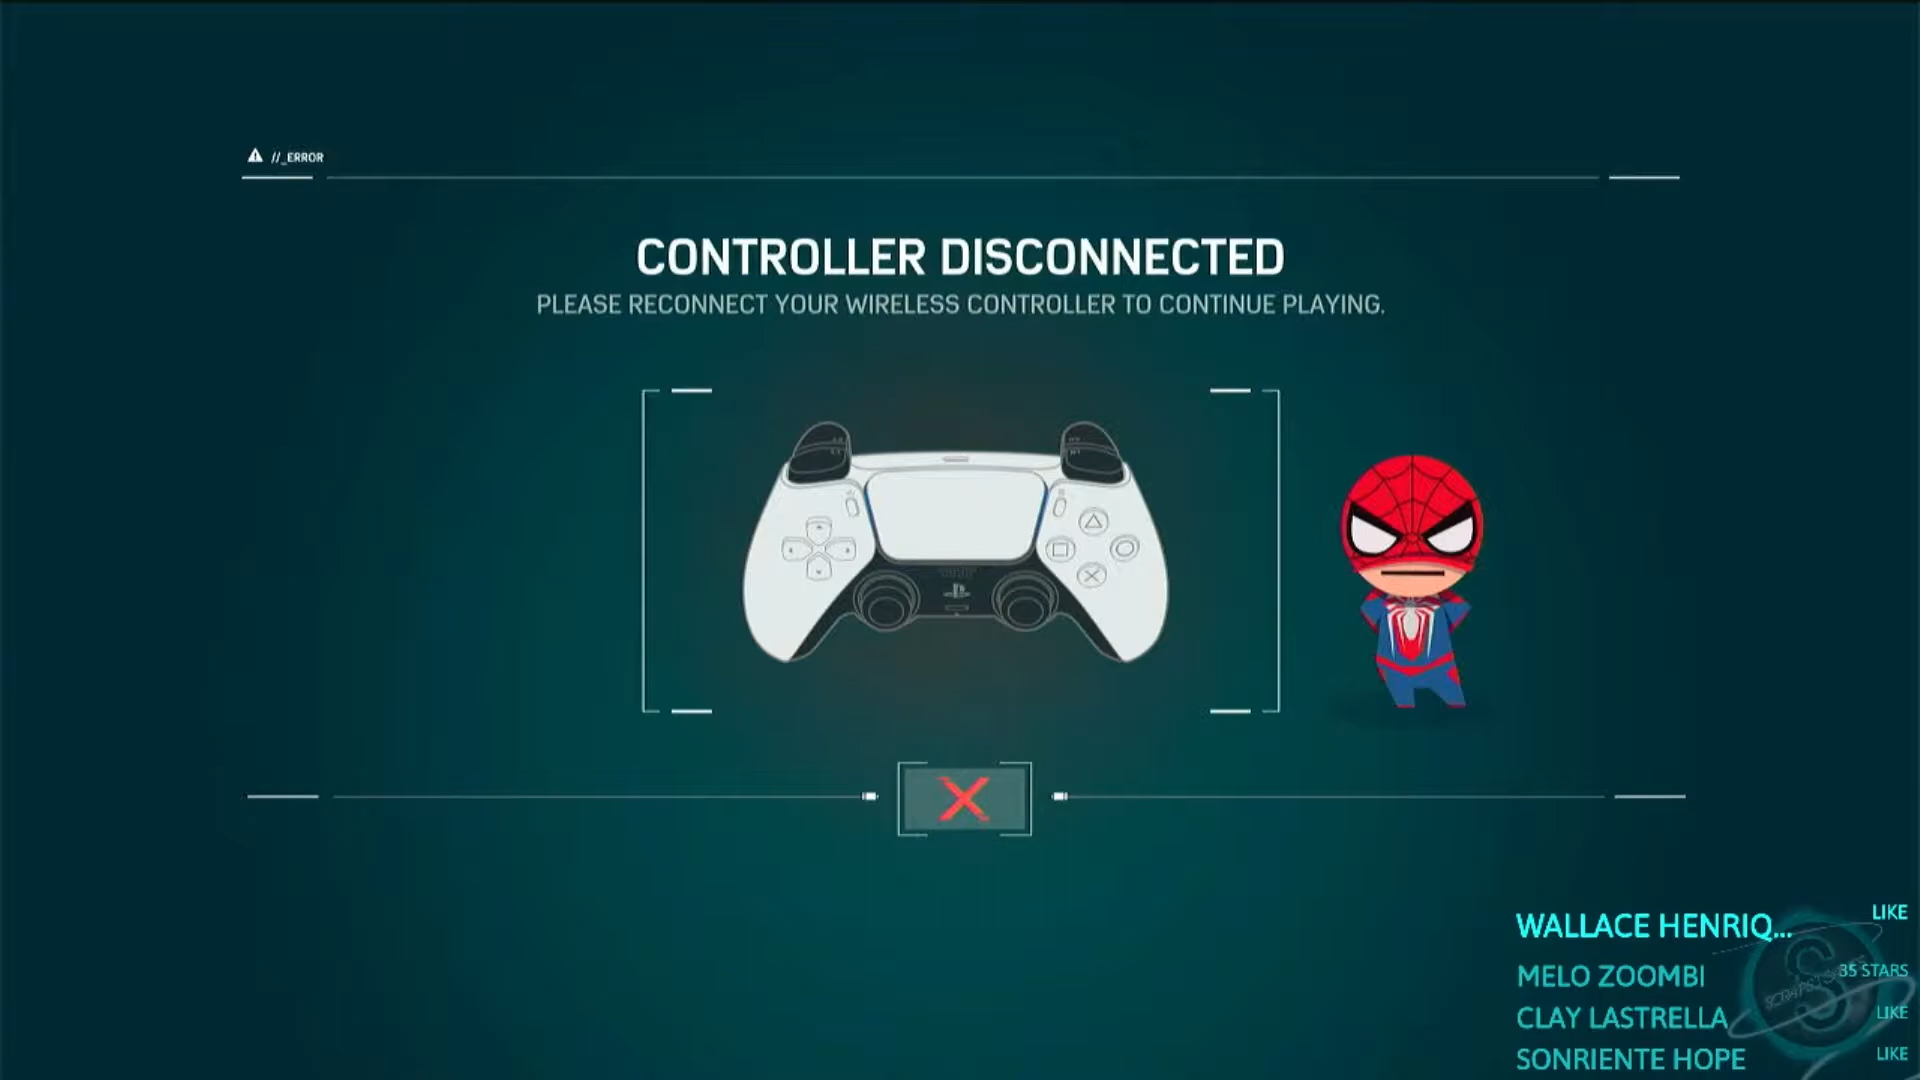 //_ERROR
CONTROLLER DISCONNECTED
PLEASE RECONNECT YOUR WIRELESS CONTROLLER TO CONTINUE PLAYING.
X
WALLACE HENRIQ... LIKE
MELO ZOOMBI 35 STARS
CLAY LASTRELLA LIKE
SONRIENTE HOPE LIKE